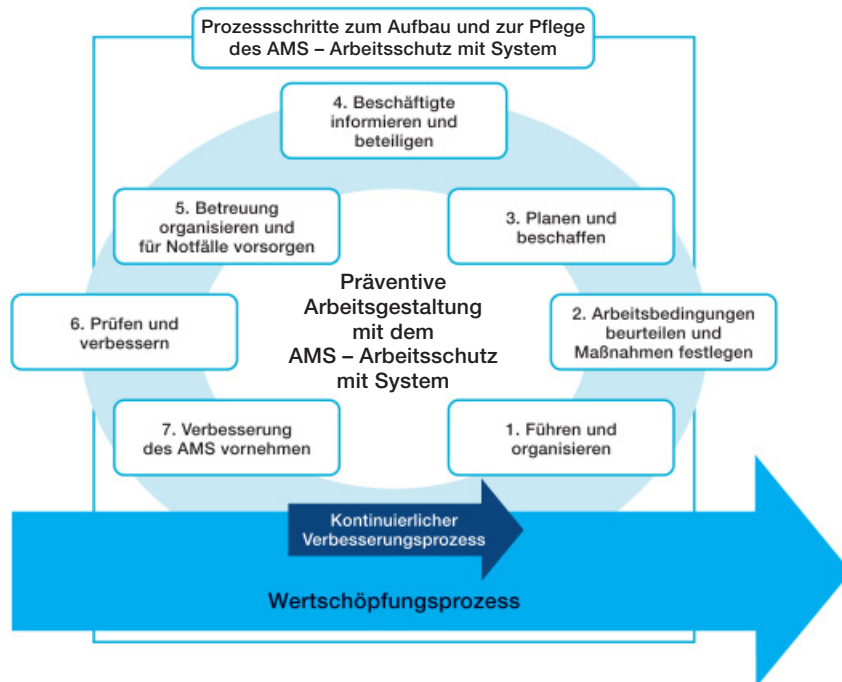 Prozessschritte zum Aufbau und zur Pflege
des AMS – Arbeitsschutz mit System
4. Beschäftigte
informieren und
beteiligen
5. Betreuung
organisieren und
für Notfälle vorsorgen
3. Planen und
beschaffen
Präventive
Arbeitsgestaltung
mit dem
AMS – Arbeitsschutz
mit System
6. Prüfen und
verbessern
2. Arbeitsbedingungen
beurteilen und
Maßnahmen festlegen
7. Verbesserung
des AMS vornehmen
1. Führen und
organisieren
Kontinuierlicher
Verbesserungsprozess
Wertschöpfungsprozess